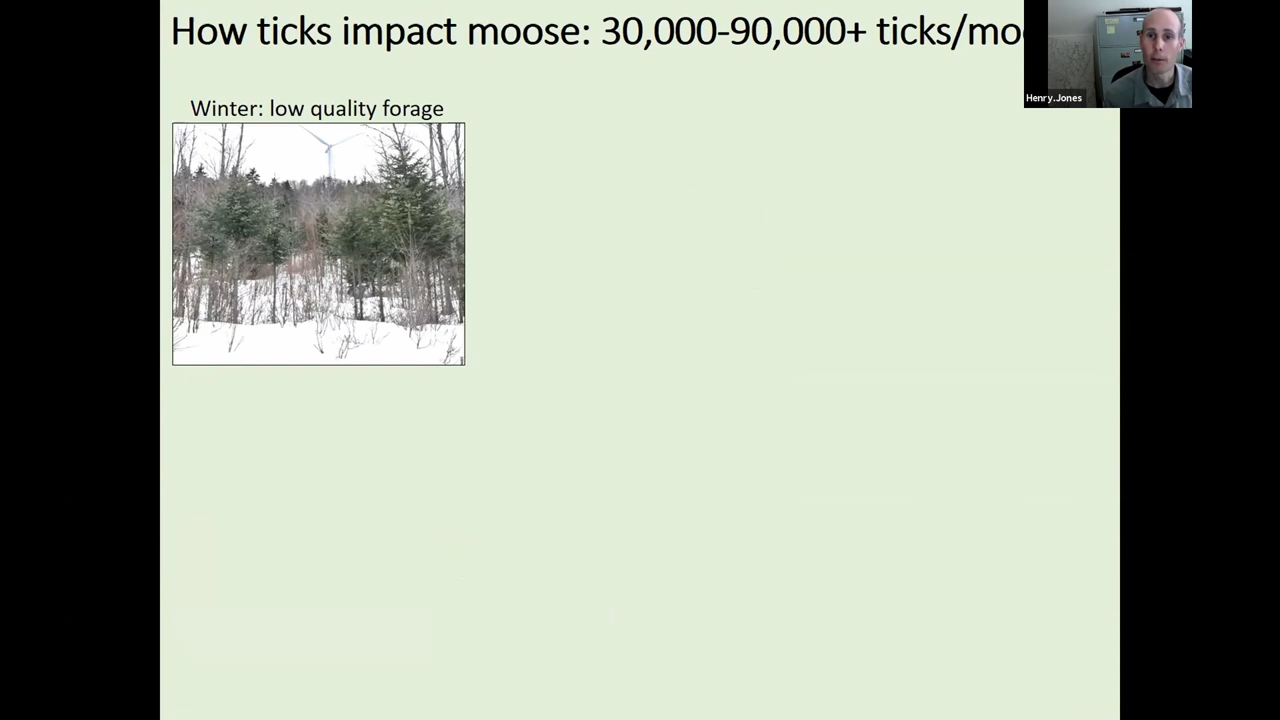 How ticks impact moose: 30,000-90,000+ ticks/mo
Henry.Jones
Winter: low quality forage